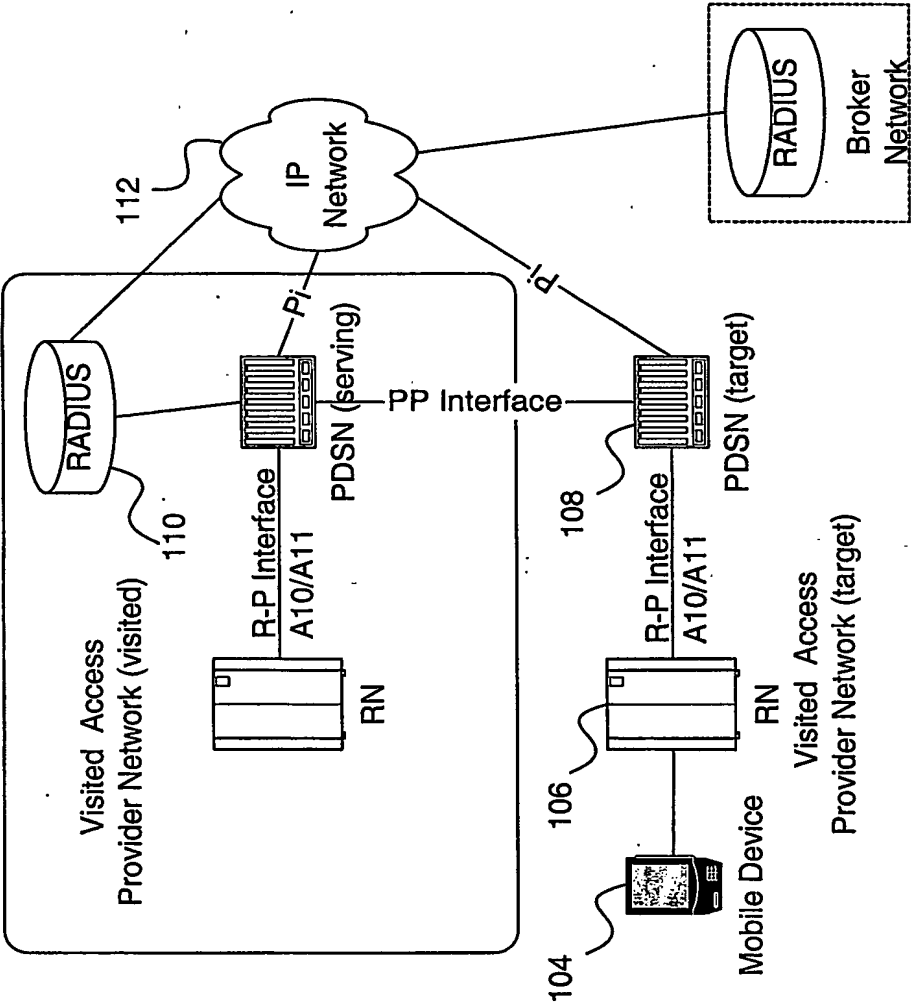 Visited Access
Provider Network (visited)
RADIUS
110
112
R-P Interface
A10/A11
Pi
IP
Network
RN
PDSN (serving)
PP Interface
Pi
104
106
108
R-P Interface
A10/A11
Mobile Device
RN
PDSN (target)
Visited Access
Provider Network (target)
RADIUS
Broker
Network